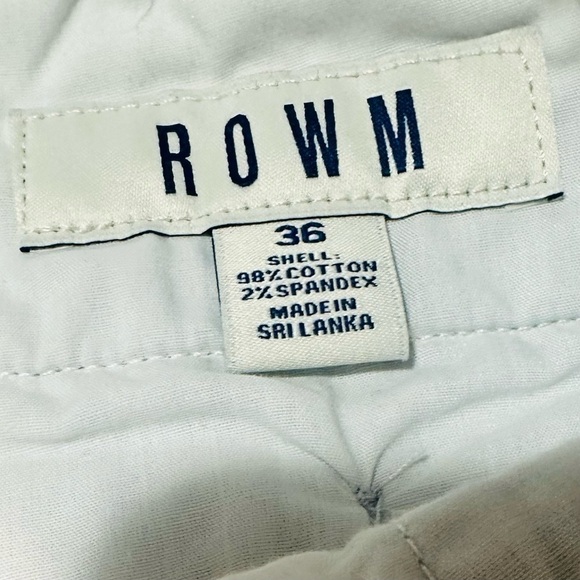 ROWM
36
SHELL:
98% COTTON
2% SPANDEX
MADE IN
SRI LANKA